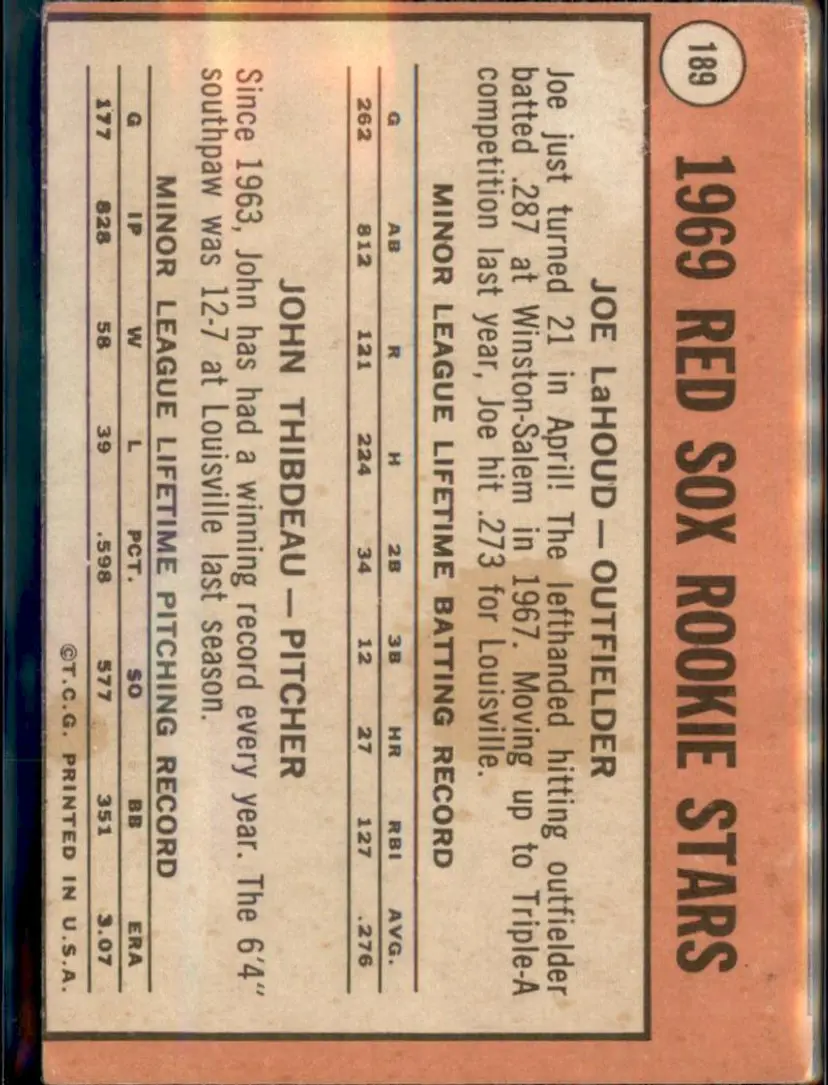 189
1969 RED SOX ROOKIE STARS
JOE LaHOUD — OUTFIELDER
Joe just turned 21 in April! The lefthanded hitting outfielder
batted .287 at Winston-Salem in 1967. Moving up to Triple-A
competition last year, Joe hit .273 for Louisville.
MINOR LEAGUE LIFETIME BATTING RECORD
G AB R H 2B 3B HR RBI AVG.
262 812 121 224 34 12 27 127 .276
JOHN THIBDEAU — PITCHER
Since 1963, John has had a winning record every year. The 6'4"
southpaw was 12-7 at Louisville last season.
MINOR LEAGUE LIFETIME PITCHING RECORD
G IP W L PCT. SO BB ERA
177 828 58 39 .598 577 351 3.07
©T.C.G. PRINTED IN U.S.A.